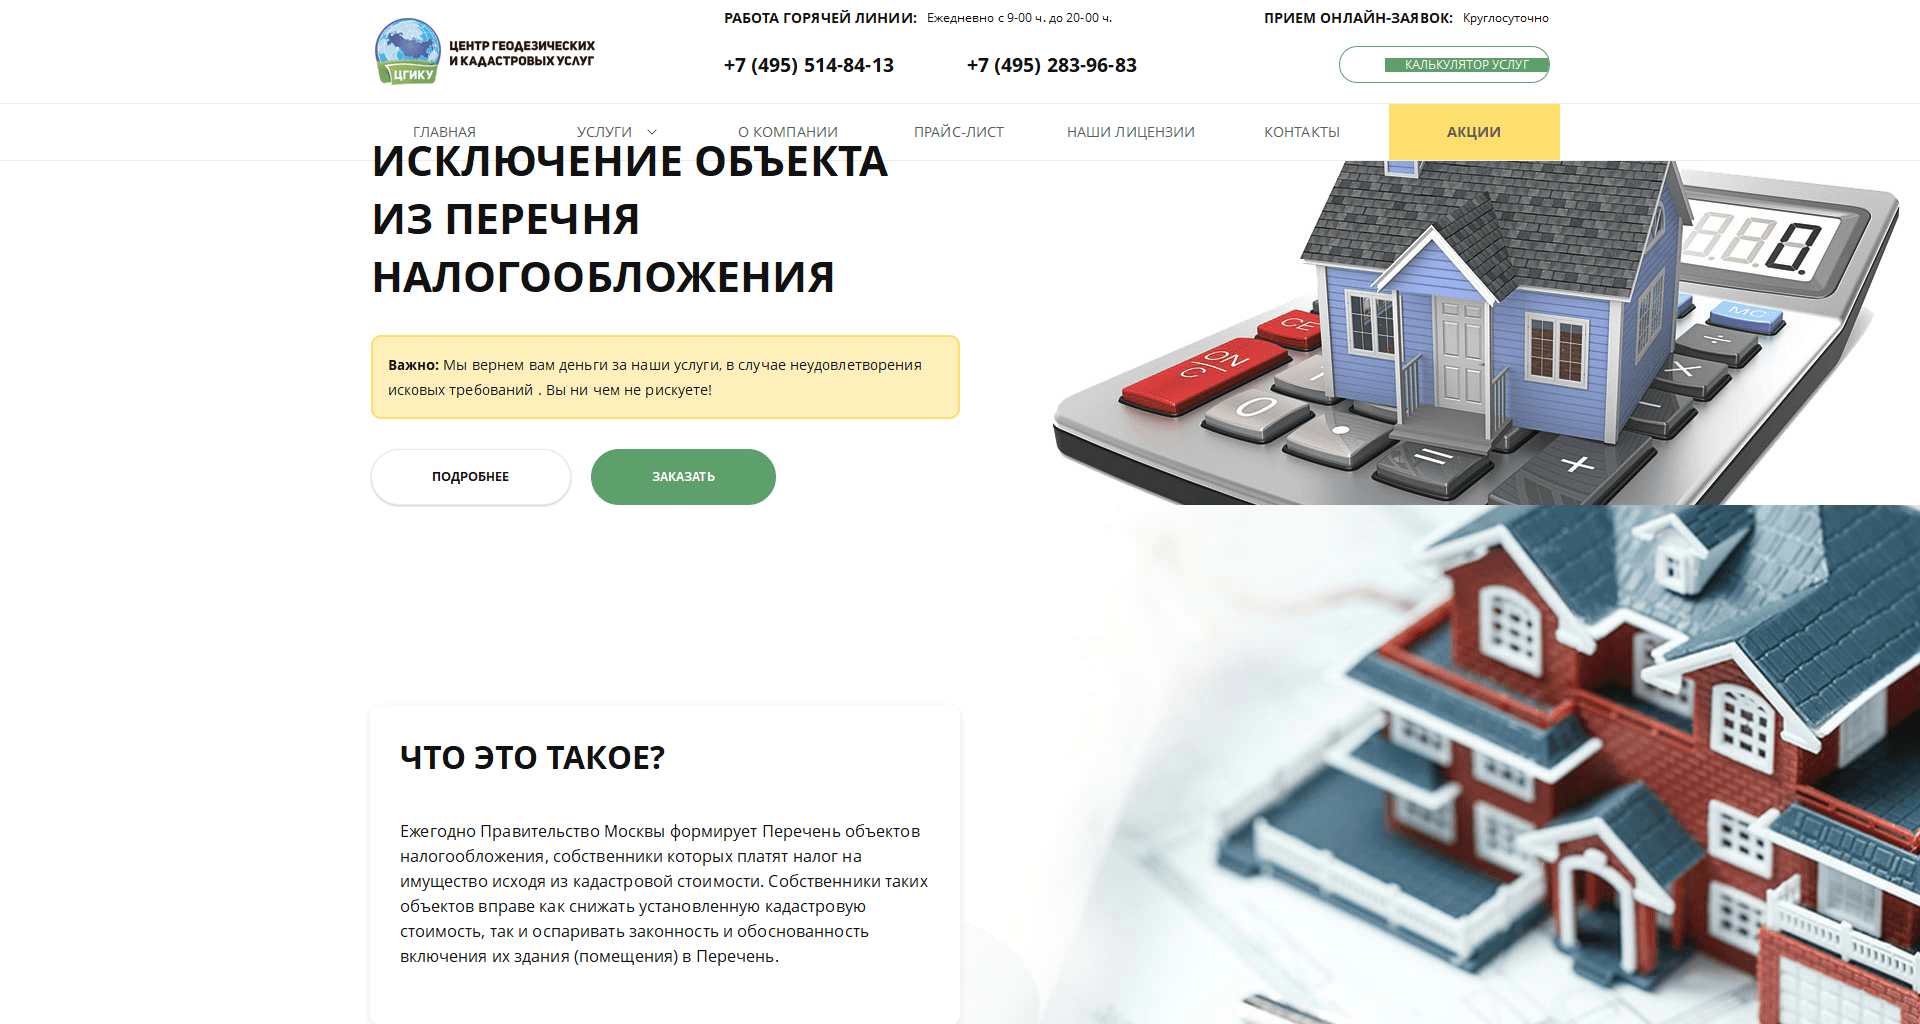 ЦГИКУ
ЦЕНТР ГЕОДЕЗИЧЕСКИХ
И КАДАСТРОВЫХ УСЛУГ
РАБОТА ГОРЯЧЕЙ ЛИНИИ: Ежедневно с 9-00 ч. до 20-00 ч.
+7 (495) 514-84-13 +7 (495) 283-96-83
ПРИЕМ ОНЛАЙН-ЗАЯВОК: Круглосуточно
КАЛЬКУЛЯТОР УСЛУГ
ГЛАВНАЯ УСЛУГИ О КОМПАНИИ ПРАЙС-ЛИСТ НАШИ ЛИЦЕНЗИИ КОНТАКТЫ АКЦИИ
ИСКЛЮЧЕНИЕ ОБЪЕКТА
ИЗ ПЕРЕЧНЯ
НАЛОГООБЛОЖЕНИЯ
Важно: Мы вернем вам деньги за наши услуги, в случае неудовлетворения
исковых требований . Вы ни чем не рискуете!
ПОДРОБНЕЕ ЗАКАЗАТЬ
CE
ON
C
MC
÷
×
−
0
=
+
ЧТО ЭТО ТАКОЕ?
Ежегодно Правительство Москвы формирует Перечень объектов
налогообложения, собственники которых платят налог на
имущество исходя из кадастровой стоимости. Собственники таких
объектов вправе как снижать установленную кадастровую
стоимость, так и оспаривать законность и обоснованность
включения их здания (помещения) в Перечень.